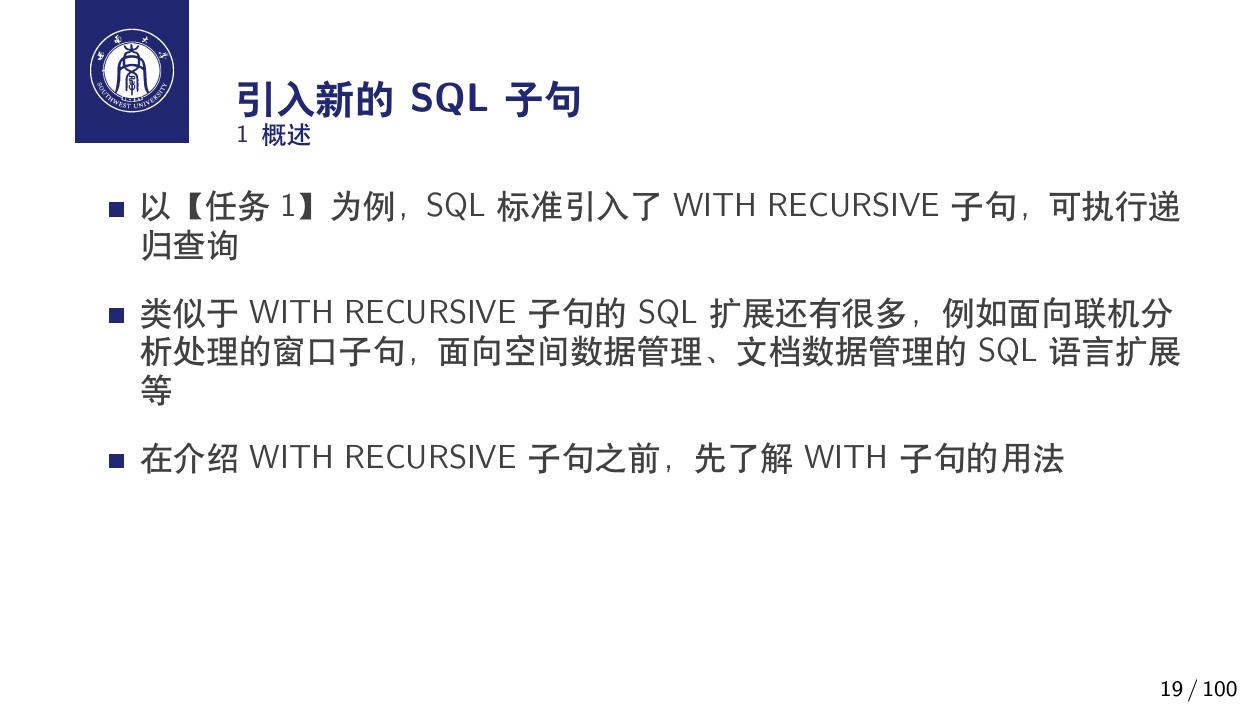 西南大学
SOUTHWEST UNIVERSITY
引入新的 SQL 子句
1 概述
以【任务 1】为例，SQL 标准引入了 WITH RECURSIVE 子句，可执行递
归查询
类似于 WITH RECURSIVE 子句的 SQL 扩展还有很多，例如面向联机分
析处理的窗口子句，面向空间数据管理、文档数据管理的 SQL 语言扩展
等
在介绍 WITH RECURSIVE 子句之前，先了解 WITH 子句的用法
19 / 100